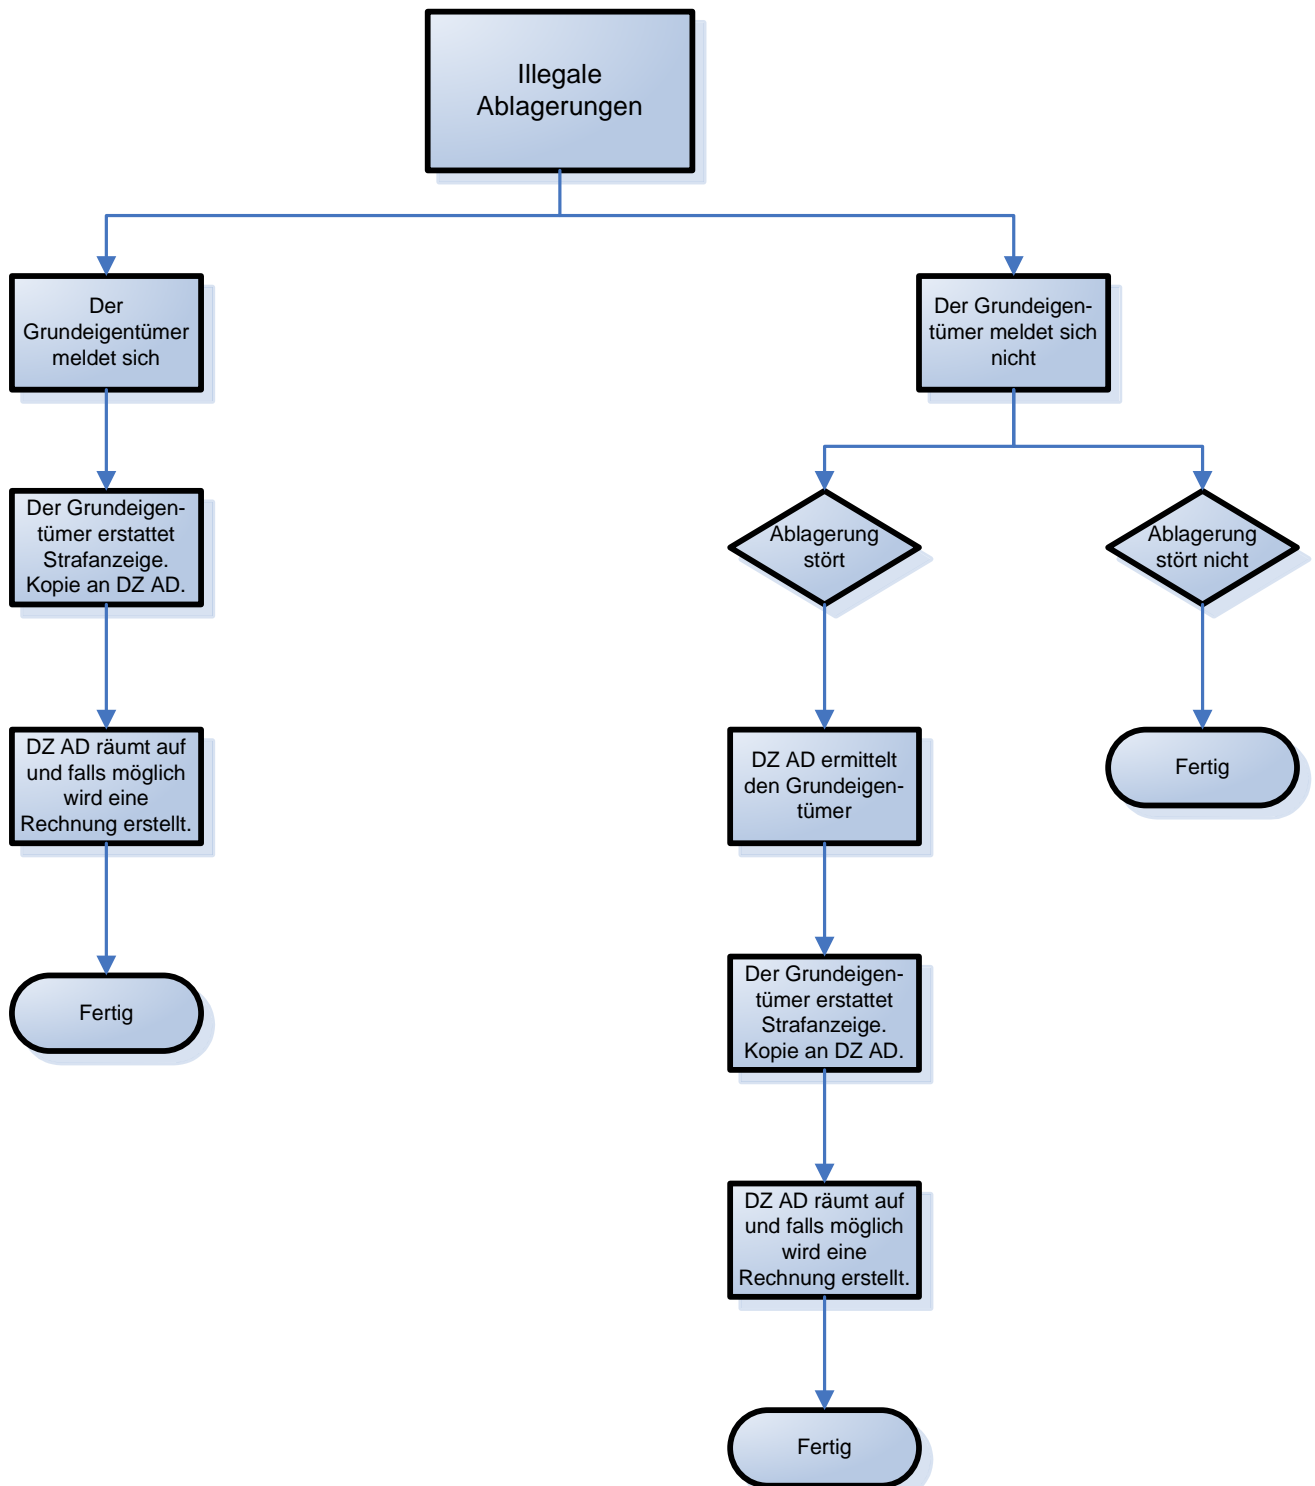 Illegale
Ablagerungen
Der
Grundeigentümer
meldet sich
Der Grundeigen-
tümer meldet sich
nicht
Der Grundeigen-
tümer erstattet
Strafanzeige.
Kopie an DZ AD.
Ablagerung
stört
Ablagerung
stört nicht
DZ AD räumt auf
und falls möglich
wird eine
Rechnung erstellt.
DZ AD ermittelt
den Grundeigen-
tümer
Fertig
Fertig
Der Grundeigen-
tümer erstattet
Strafanzeige.
Kopie an DZ AD.
DZ AD räumt auf
und falls möglich
wird eine
Rechnung erstellt.
Fertig